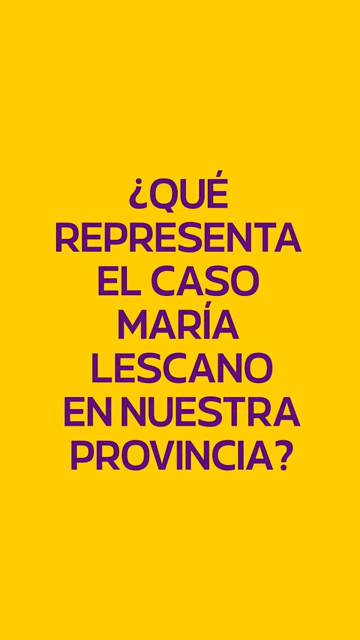 ¿QUÉ
REPRESENTA
EL CASO
MARÍA
LESCANO
EN NUESTRA
PROVINCIA?